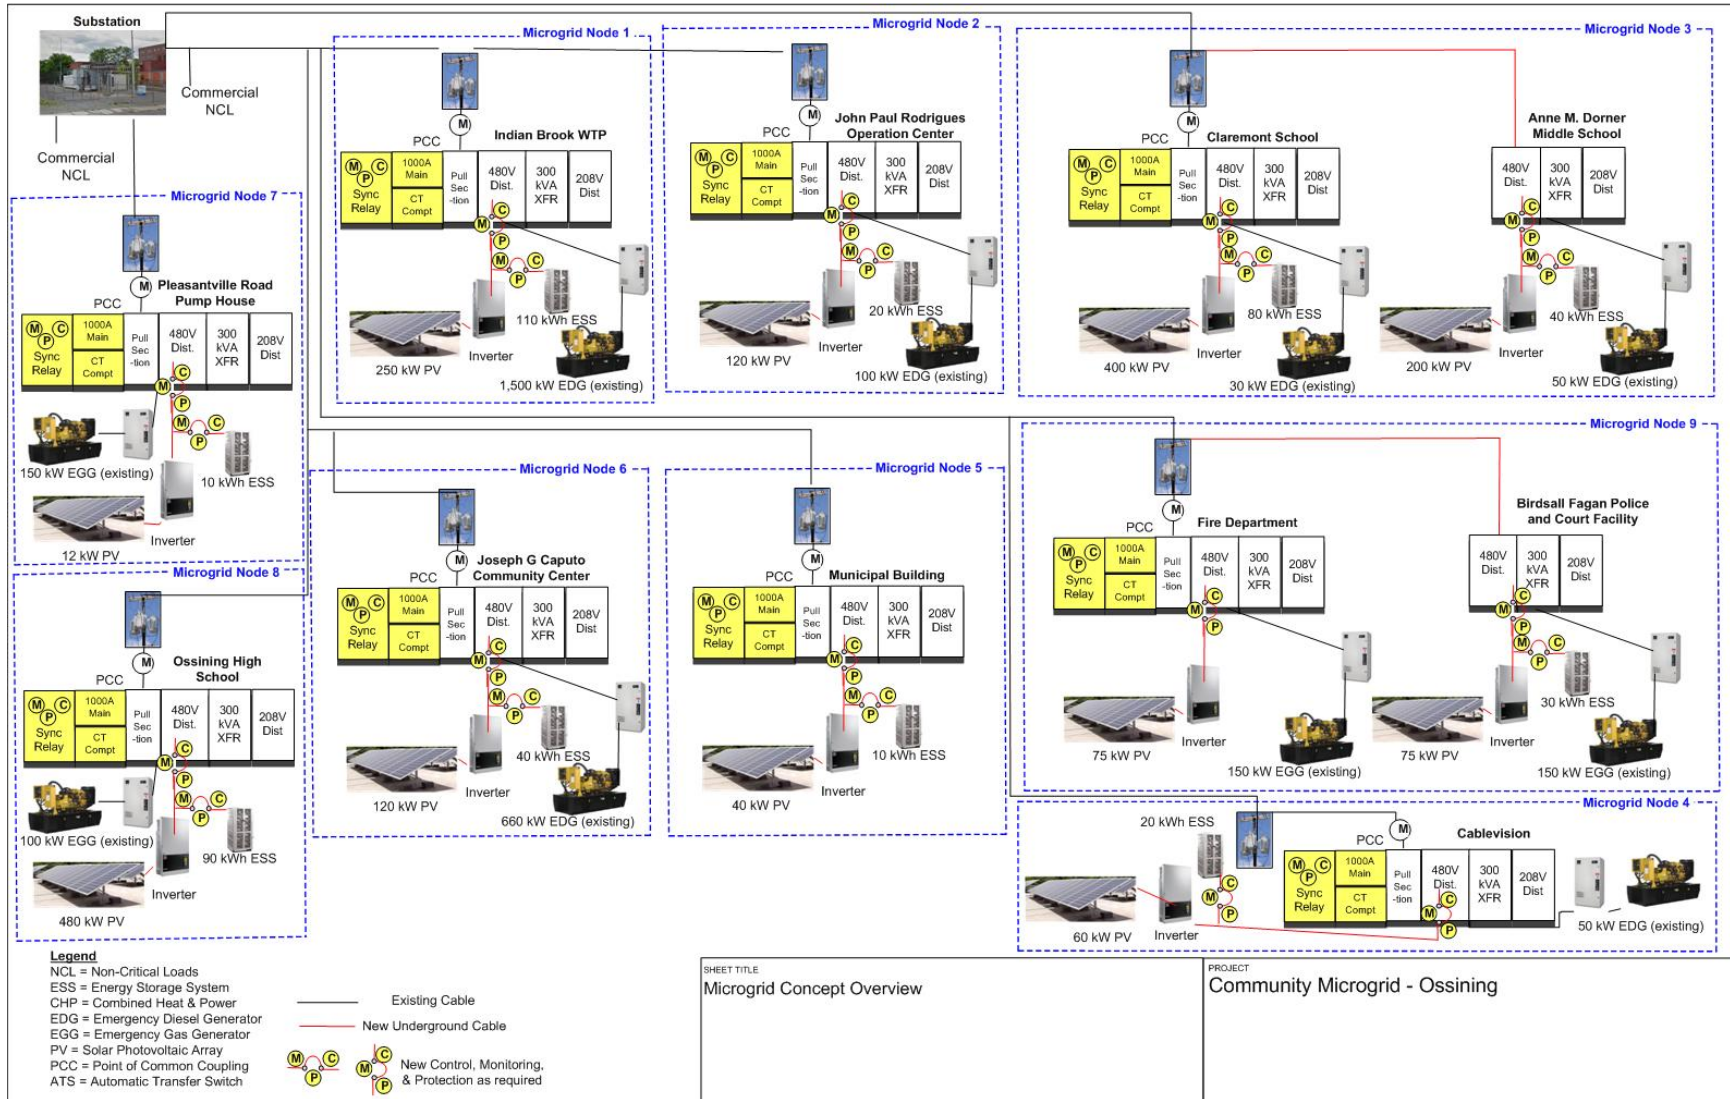 Substation
Commercial
NCL
Commercial
NCL
Microgrid Node 1
PCC
Indian Brook WTP
M
M C
P
Sync
Relay
1000A
Main
CT
Compt
Pull
Sec
-tion
480V
Dist.
300
kVA
XFR
208V
Dist
C
M
P
M C
P
110 kWh ESS
Inverter
250 kW PV
1,500 kW EDG (existing)
Microgrid Node 2
M
John Paul Rodrigues
Operation Center
PCC
M C
P
Sync
Relay
1000A
Main
CT
Compt
Pull
Sec
-tion
480V
Dist.
300
kVA
XFR
208V
Dist
C
M
P
M C
P
20 kWh ESS
Inverter
120 kW PV
100 kW EDG (existing)
Microgrid Node 3
M
PCC
Claremont School
M C
P
Sync
Relay
1000A
Main
CT
Compt
Pull
Sec
-tion
480V
Dist.
300
kVA
XFR
208V
Dist
C
M
P
M C
P
80 kWh ESS
Inverter
400 kW PV
30 kW EDG (existing)
Anne M. Dorner
Middle School
480V
Dist.
300
kVA
XFR
208V
Dist
C
M
P
M C
P
40 kWh ESS
Inverter
200 kW PV
50 kW EDG (existing)
Microgrid Node 7
M
Pleasantville Road
Pump House
PCC
M C
P
Sync
Relay
1000A
Main
CT
Compt
Pull
Sec
-tion
480V
Dist.
300
kVA
XFR
208V
Dist
C
M
P
M C
P
150 kW EGG (existing)
10 kWh ESS
Inverter
12 kW PV
Microgrid Node 8
M
Ossining High
School
PCC
M C
P
Sync
Relay
1000A
Main
CT
Compt
Pull
Sec
-tion
480V
Dist.
300
kVA
XFR
208V
Dist
C
M
P
M C
P
100 kW EGG (existing)
90 kWh ESS
Inverter
480 kW PV
Microgrid Node 6
M
Joseph G Caputo
Community Center
PCC
M C
P
Sync
Relay
1000A
Main
CT
Compt
Pull
Sec
-tion
480V
Dist.
300
kVA
XFR
208V
Dist
C
M
P
M C
P
40 kWh ESS
Inverter
120 kW PV
660 kW EDG (existing)
Microgrid Node 5
M
PCC
Municipal Building
M C
P
Sync
Relay
1000A
Main
CT
Compt
Pull
Sec
-tion
480V
Dist.
300
kVA
XFR
208V
Dist
C
M
P
M C
P
10 kWh ESS
Inverter
40 kW PV
Microgrid Node 9
M
PCC
Fire Department
M C
P
Sync
Relay
1000A
Main
CT
Compt
Pull
Sec
-tion
480V
Dist.
300
kVA
XFR
208V
Dist
C
M
P
Inverter
75 kW PV
150 kW EGG (existing)
Birdsall Fagan Police
and Court Facility
480V
Dist.
300
kVA
XFR
208V
Dist
C
M
P
M C
P
30 kWh ESS
Inverter
75 kW PV
150 kW EGG (existing)
Microgrid Node 4
20 kWh ESS
M
PCC
Cablevision
C
M
P
M C
P
Sync
Relay
1000A
Main
CT
Compt
Pull
Sec
-tion
480V
Dist.
300
kVA
XFR
208V
Dist
C
M
P
60 kW PV
Inverter
50 kW EDG (existing)
Legend
NCL = Non-Critical Loads
ESS = Energy Storage System
CHP = Combined Heat & Power
EDG = Emergency Diesel Generator
EGG = Emergency Gas Generator
PV = Solar Photovoltaic Array
PCC = Point of Common Coupling
ATS = Automatic Transfer Switch
Existing Cable
New Underground Cable
M C
P
C
M
P
New Control, Monitoring,
& Protection as required
SHEET TITLE
Microgrid Concept Overview
PROJECT
Community Microgrid - Ossining